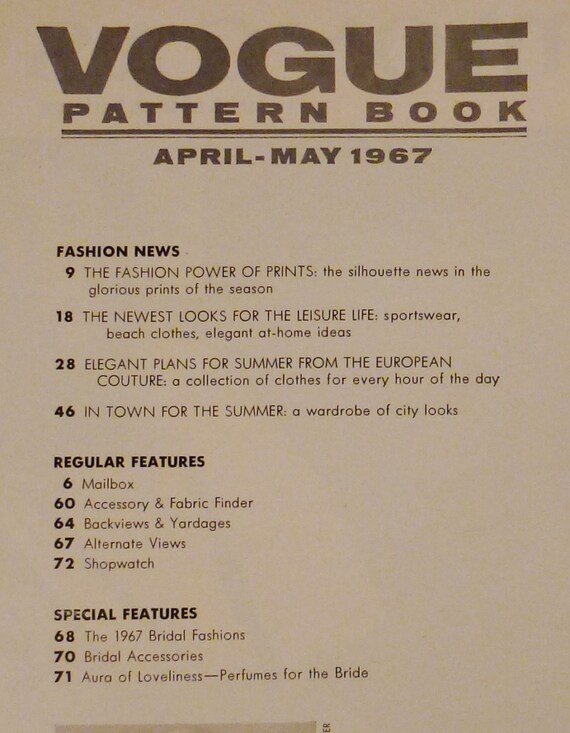 VOGUE
PATTERN BOOK
APRIL-MAY 1967
FASHION NEWS
9 THE FASHION POWER OF PRINTS: the silhouette news in the
glorious prints of the season
18 THE NEWEST LOOKS FOR THE LEISURE LIFE: sportswear,
beach clothes, elegant at-home ideas
28 ELEGANT PLANS FOR SUMMER FROM THE EUROPEAN
COUTURE: a collection of clothes for every hour of the day
46 IN TOWN FOR THE SUMMER: a wardrobe of city looks
REGULAR FEATURES
6 Mailbox
60 Accessory & Fabric Finder
64 Backviews & Yardages
67 Alternate Views
72 Shopwatch
SPECIAL FEATURES
68 The 1967 Bridal Fashions
70 Bridal Accessories
71 Aura of Loveliness—Perfumes for the Bride